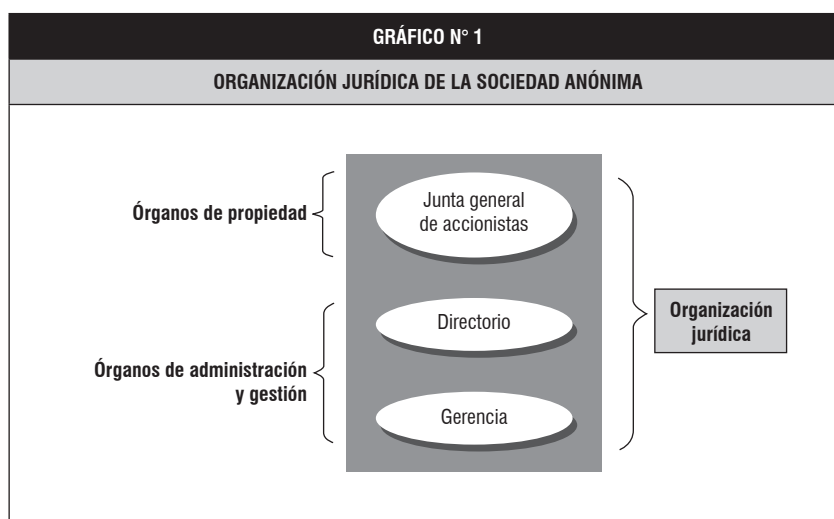 GRÁFICO N° 1
ORGANIZACIÓN JURÍDICA DE LA SOCIEDAD ANÓNIMA
Órganos de propiedad
Junta general
de accionistas
Directorio
Órganos de administración
y gestión
Gerencia
Organización
jurídica